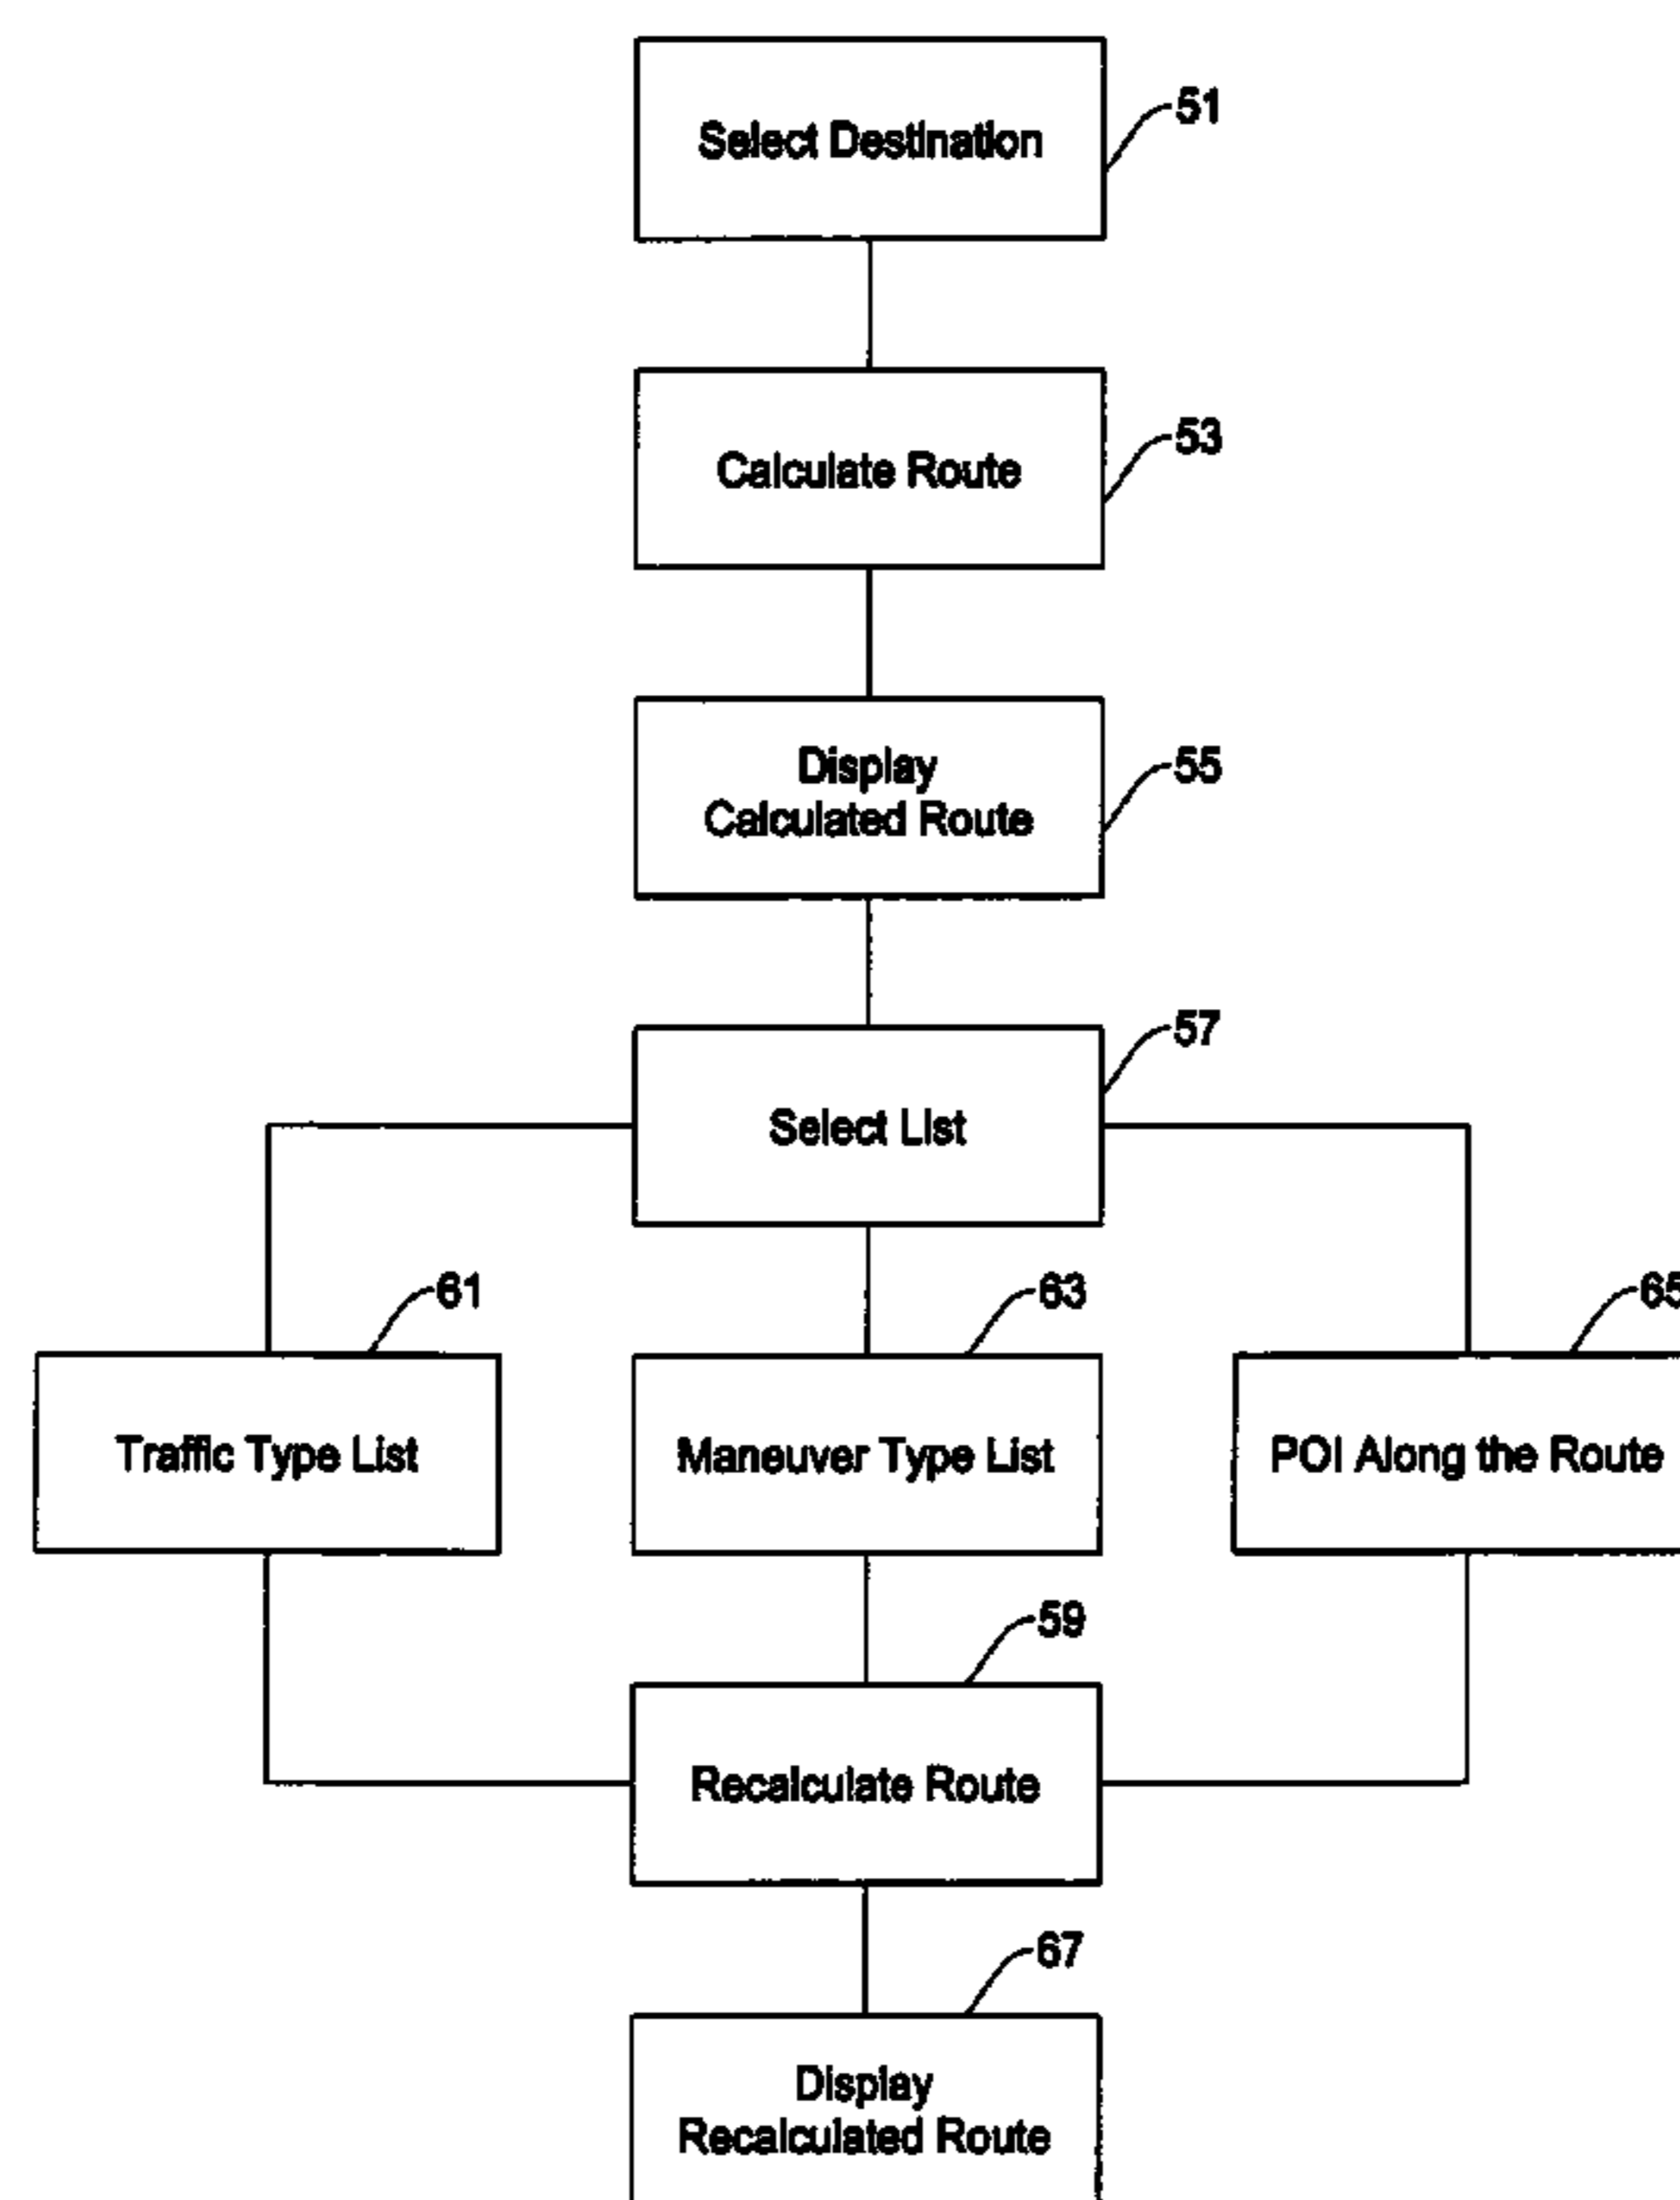 Select Destination
51
Calculate Route
53
Display
Calculated Route
55
Select List
57
61
63
65
Traffic Type List
Maneuver Type List
POI Along the Route
59
Recalculate Route
67
Display
Recalculated Route